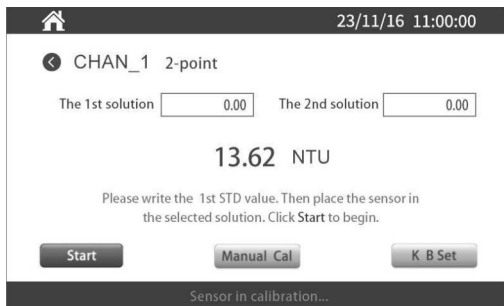 23/11/16 11:00:00
CHAN_1 2-point
The 1st solution 0.00 The 2nd solution 0.00
13.62 NTU
Please write the 1st STD value. Then place the sensor in
the selected solution. Click Start to begin.
Start Manual Cal K B Set
Sensor in calibration...